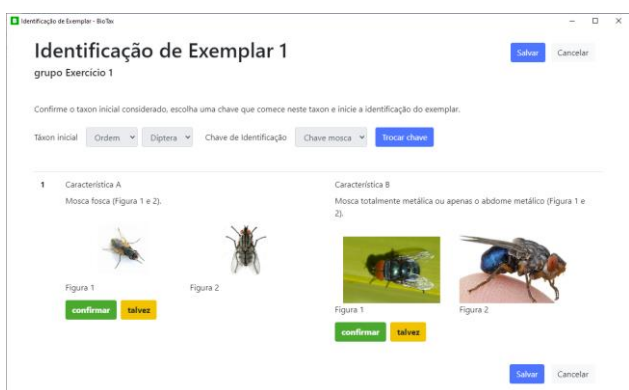 Identificação de Exemplar - BioTax
Identificação de Exemplar 1
Salvar Cancelar
grupo Exercício 1
Confirme o taxon inicial considerado, escolha uma chave que comece neste taxon e inicie a identificação do exemplar.
Táxon inicial Ordem Díptera Chave de Identificação Chave mosca Trocar chave
1 Característica A
Mosca fosca (Figura 1 e 2).
Figura 1 Figura 2
confirmar talvez
Característica B
Mosca totalmente metálica ou apenas o abdome metálico (Figura 1 e
2).
Figura 1 Figura 2
confirmar talvez
Salvar Cancelar